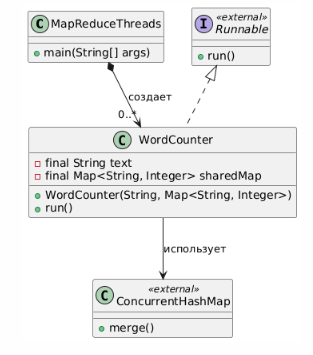 C MapReduceThreads
main(String[] args)
I «external»
Runnable
run()
создает
0..*
C WordCounter
final String text
final Map<String, Integer> sharedMap
WordCounter(String, Map<String, Integer>)
run()
использует
C «external»
ConcurrentHashMap
merge()